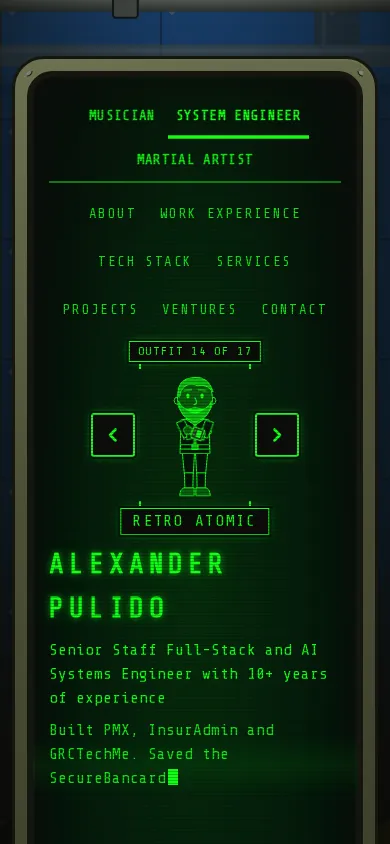 MUSICIAN SYSTEM ENGINEER
MARTIAL ARTIST
ABOUT WORK EXPERIENCE
TECH STACK SERVICES
PROJECTS VENTURES CONTACT
OUTFIT 14 OF 17
RETRO ATOMIC
ALEXANDER
PULIDO
Senior Staff Full-Stack and AI
Systems Engineer with 10+ years
of experience
Built PMX, InsurAdmin and
GRCTechMe. Saved the
SecureBancard